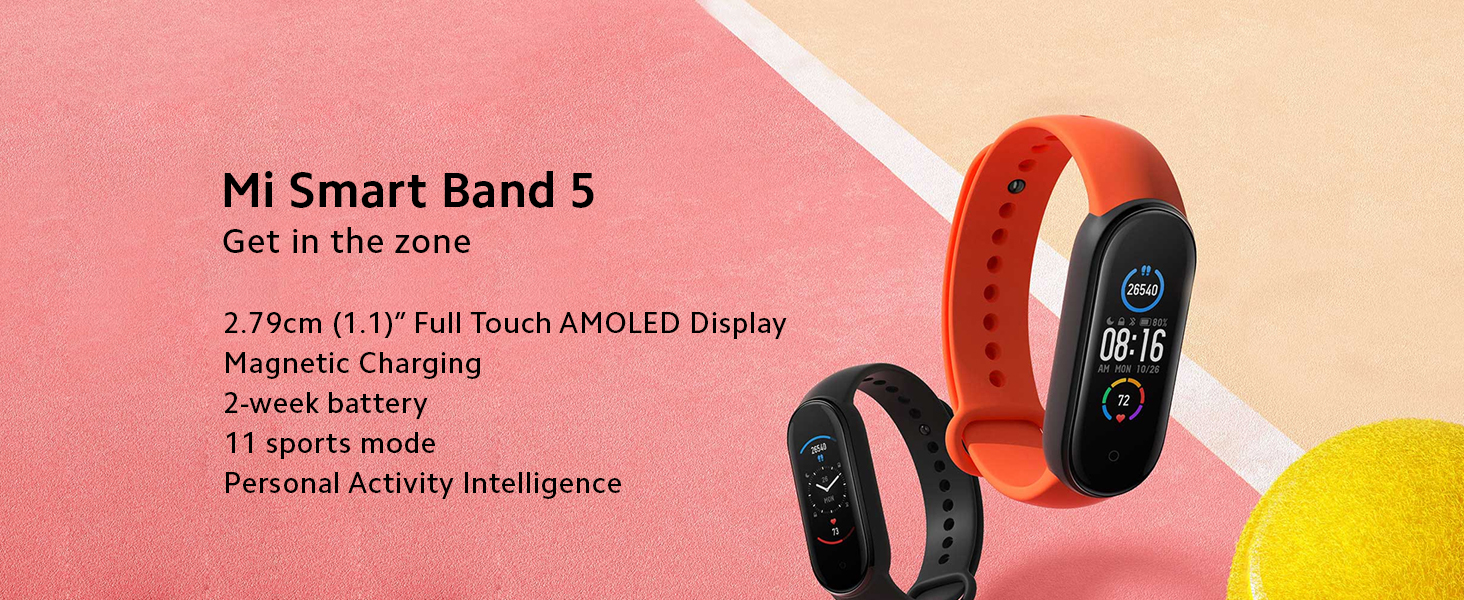 Mi Smart Band 5
Get in the zone
2.79cm (1.1)” Full Touch AMOLED Display
Magnetic Charging
2-week battery
11 sports mode
Personal Activity Intelligence
26540
80%
08:16
AM MON 10/26
72
26540
26
MON
73